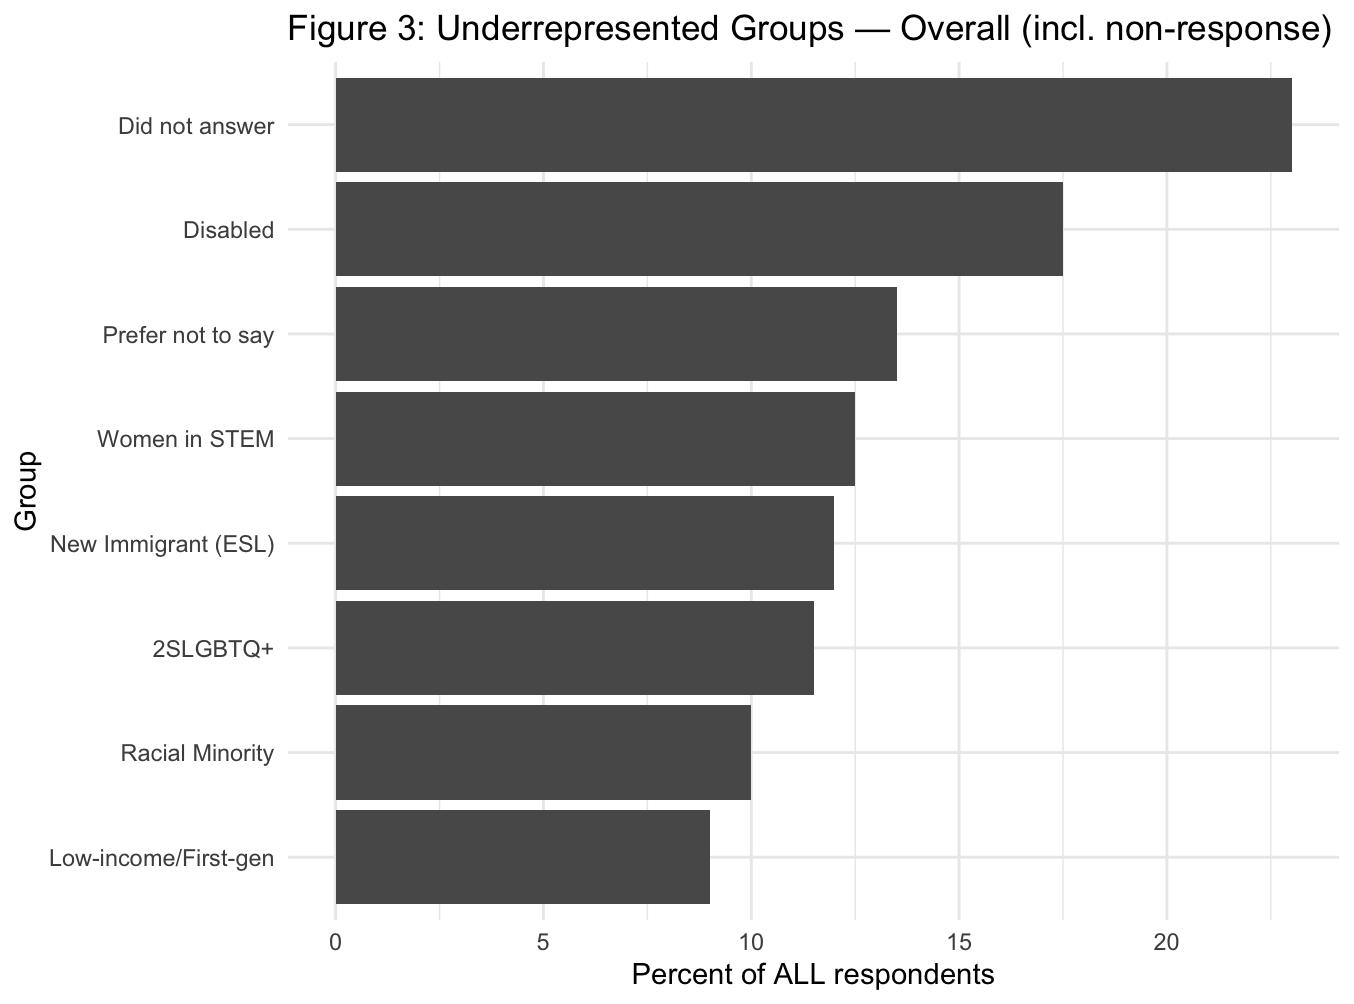 Figure 3: Underrepresented Groups — Overall (incl. non-response)
Did not answer
Disabled
Prefer not to say
Women in STEM
New Immigrant (ESL)
2SLGBTQ+
Racial Minority
Low-income/First-gen
Group
0 5 10 15 20
Percent of ALL respondents